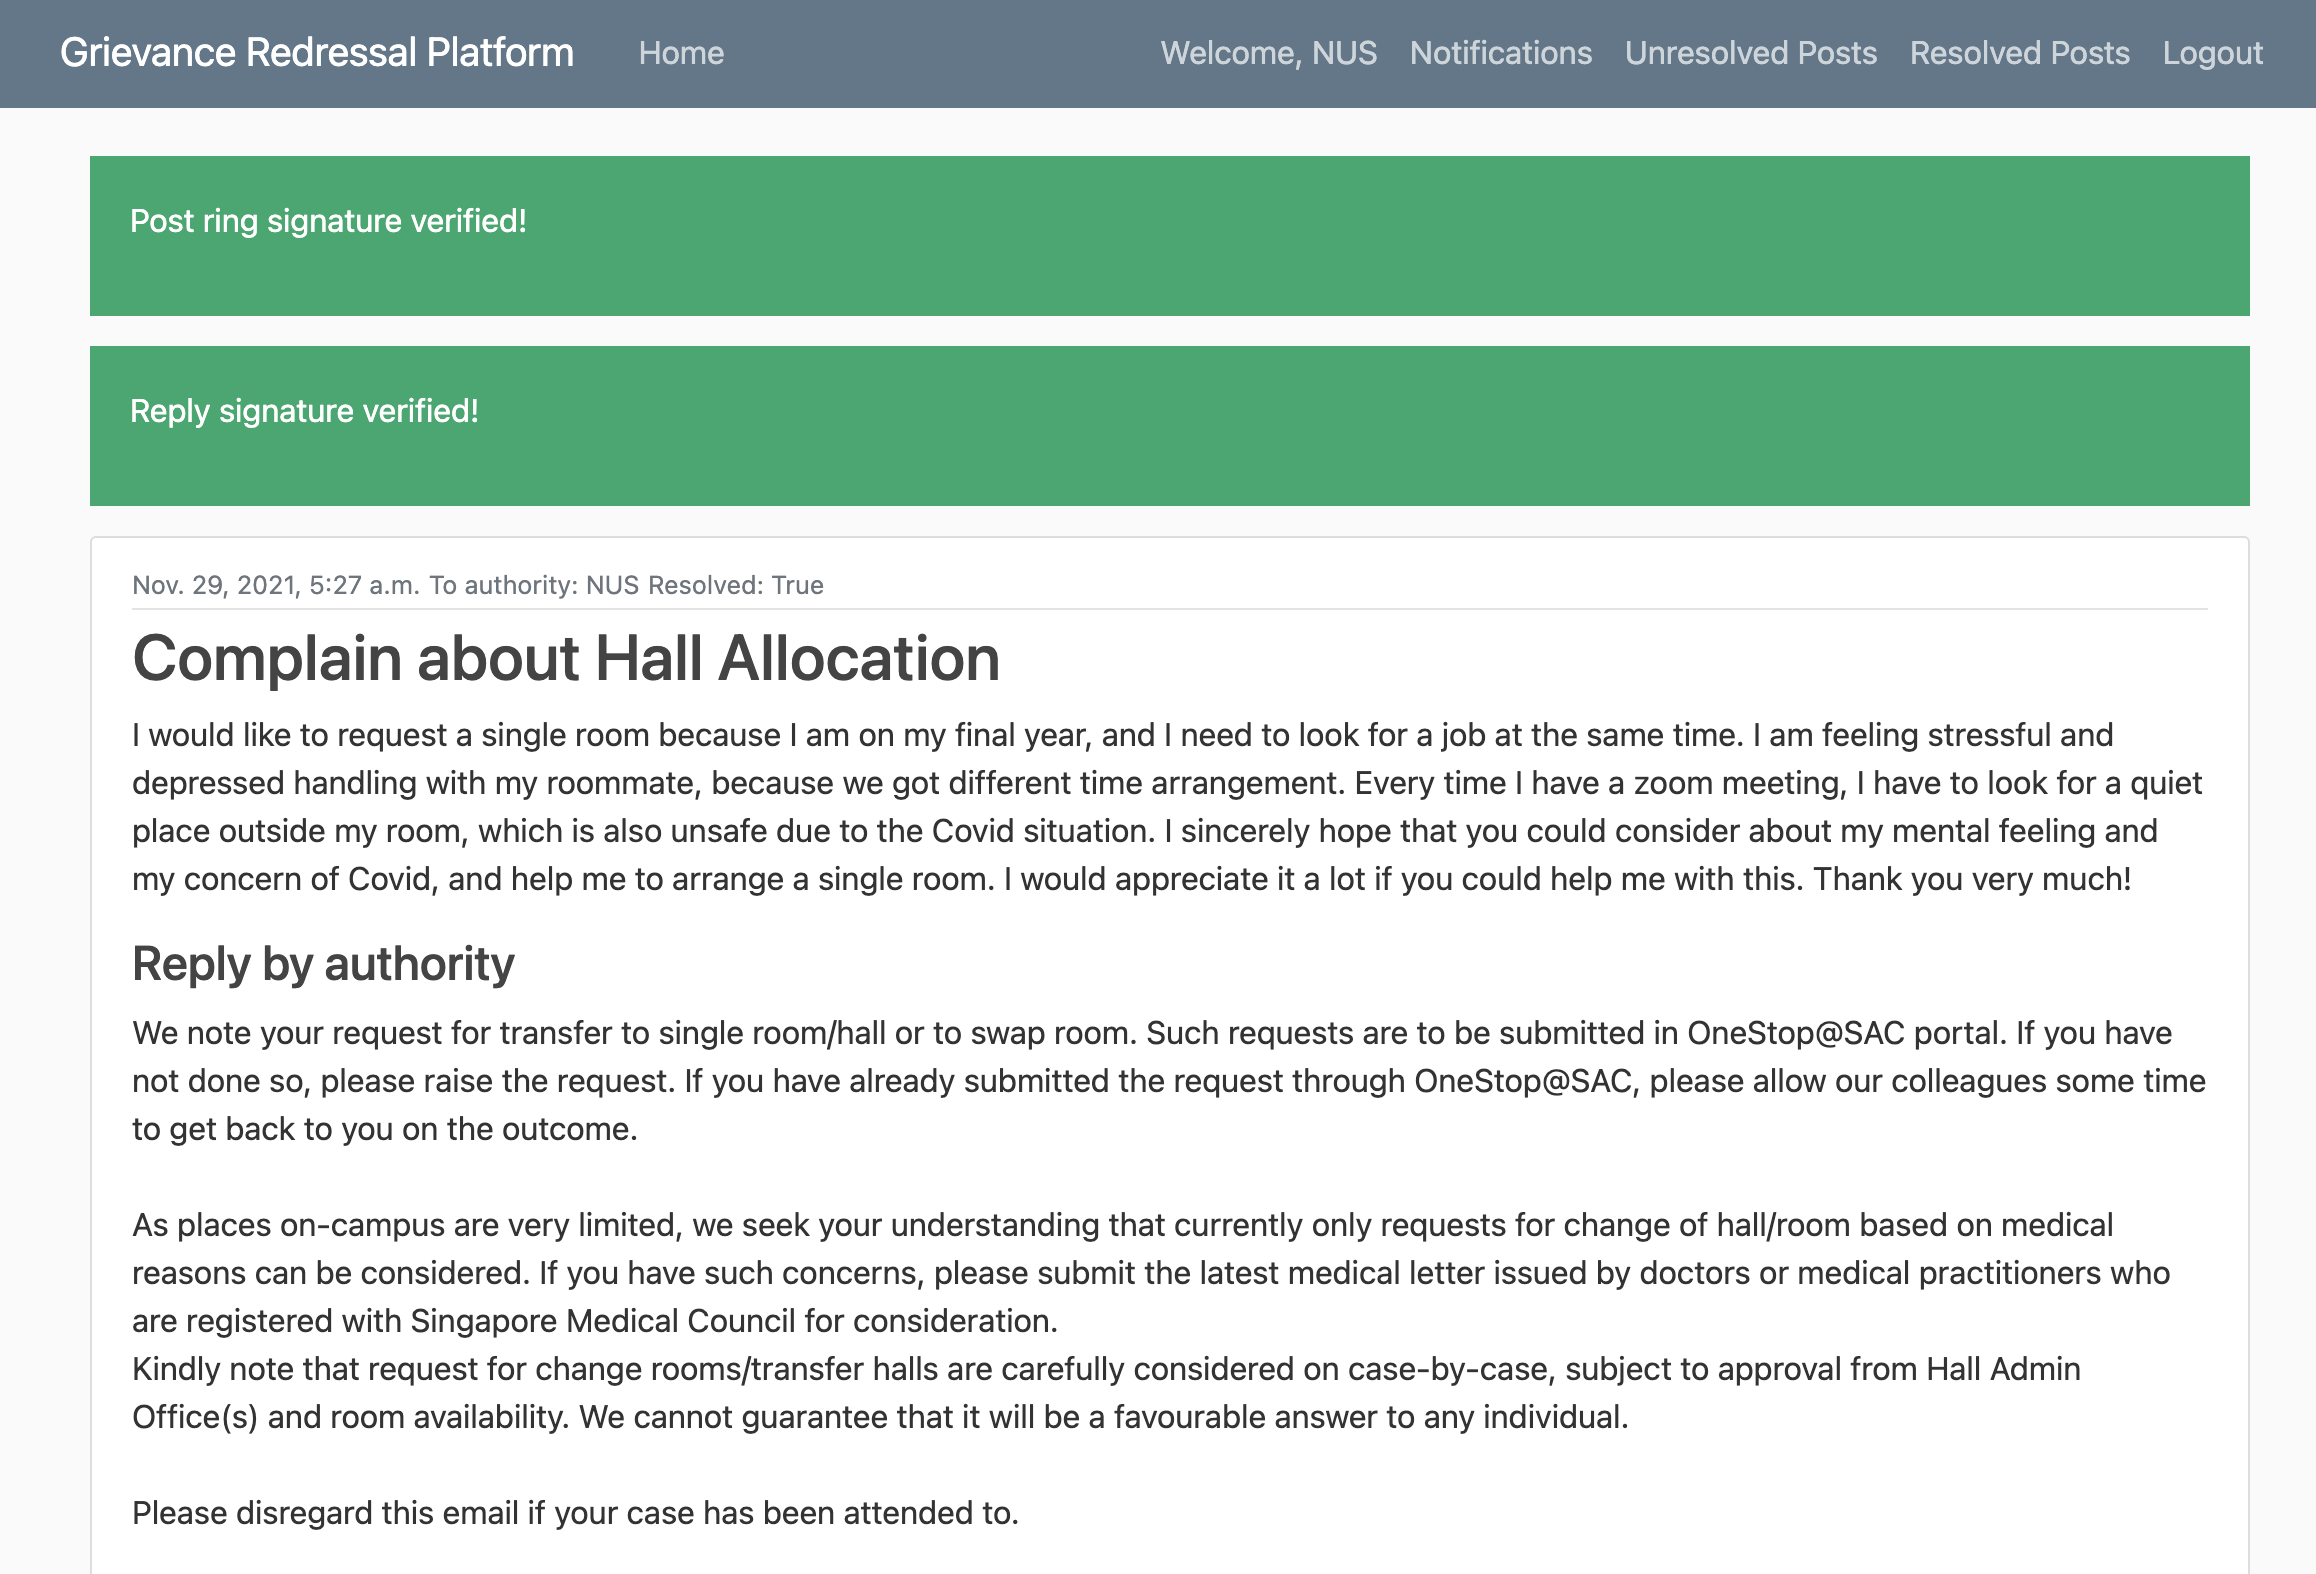 Grievance Redressal Platform Home Welcome, NUS Notifications Unresolved Posts Resolved Posts Logout
Post ring signature verified!
Reply signature verified!
Nov. 29, 2021, 5:27 a.m. To authority: NUS Resolved: True
Complain about Hall Allocation
I would like to request a single room because I am on my final year, and I need to look for a job at the same time. I am feeling stressful and
depressed handling with my roommate, because we got different time arrangement. Every time I have a zoom meeting, I have to look for a quiet
place outside my room, which is also unsafe due to the Covid situation. I sincerely hope that you could consider about my mental feeling and
my concern of Covid, and help me to arrange a single room. I would appreciate it a lot if you could help me with this. Thank you very much!
Reply by authority
We note your request for transfer to single room/hall or to swap room. Such requests are to be submitted in OneStop@SAC portal. If you have
not done so, please raise the request. If you have already submitted the request through OneStop@SAC, please allow our colleagues some time
to get back to you on the outcome.
As places on-campus are very limited, we seek your understanding that currently only requests for change of hall/room based on medical
reasons can be considered. If you have such concerns, please submit the latest medical letter issued by doctors or medical practitioners who
are registered with Singapore Medical Council for consideration.
Kindly note that request for change rooms/transfer halls are carefully considered on case-by-case, subject to approval from Hall Admin
Office(s) and room availability. We cannot guarantee that it will be a favourable answer to any individual.
Please disregard this email if your case has been attended to.